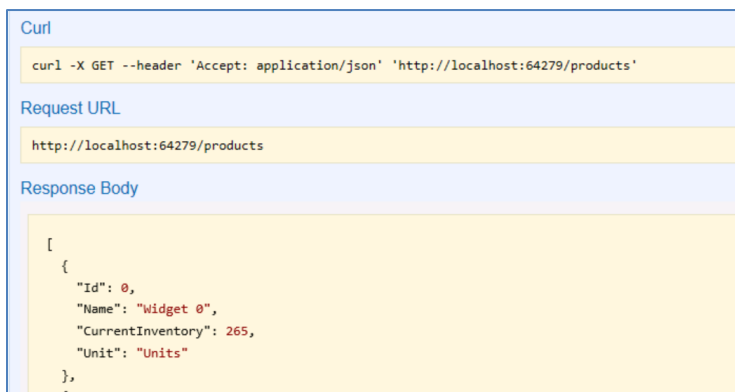 Curl
curl -X GET --header 'Accept: application/json' 'http://localhost:64279/products'
Request URL
http://localhost:64279/products
Response Body
[
{
"Id": 0,
"Name": "Widget 0",
"CurrentInventory": 265,
"Unit": "Units"
},